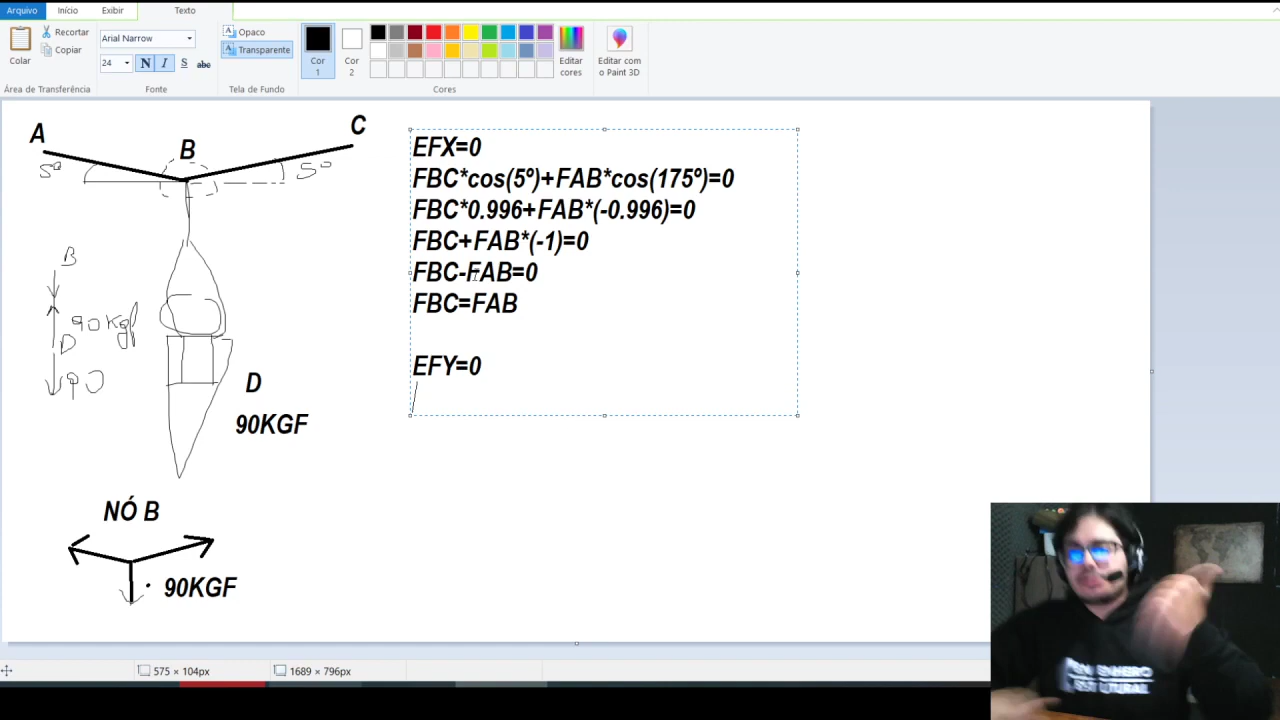 Arquivo Início Exibir Texto
Colar
Recortar
Copiar
Área de Transferência
Arial Narrow
24 N I S abc
Fonte
Opaco
Transparente
Tela de Fundo
Cor 1
Cor 2
Editar cores
Cores
Editar com o Paint 3D
A
B
C
5º
5º
B
90 Kgf
D
90
D
90KGF
NÓ B
90KGF
EFX=0
FBC*cos(5º)+FAB*cos(175º)=0
FBC*0.996+FAB*(-0.996)=0
FBC+FAB*(-1)=0
FBC-FAB=0
FBC=FAB
EFY=0
575 × 104px
1689 × 796px